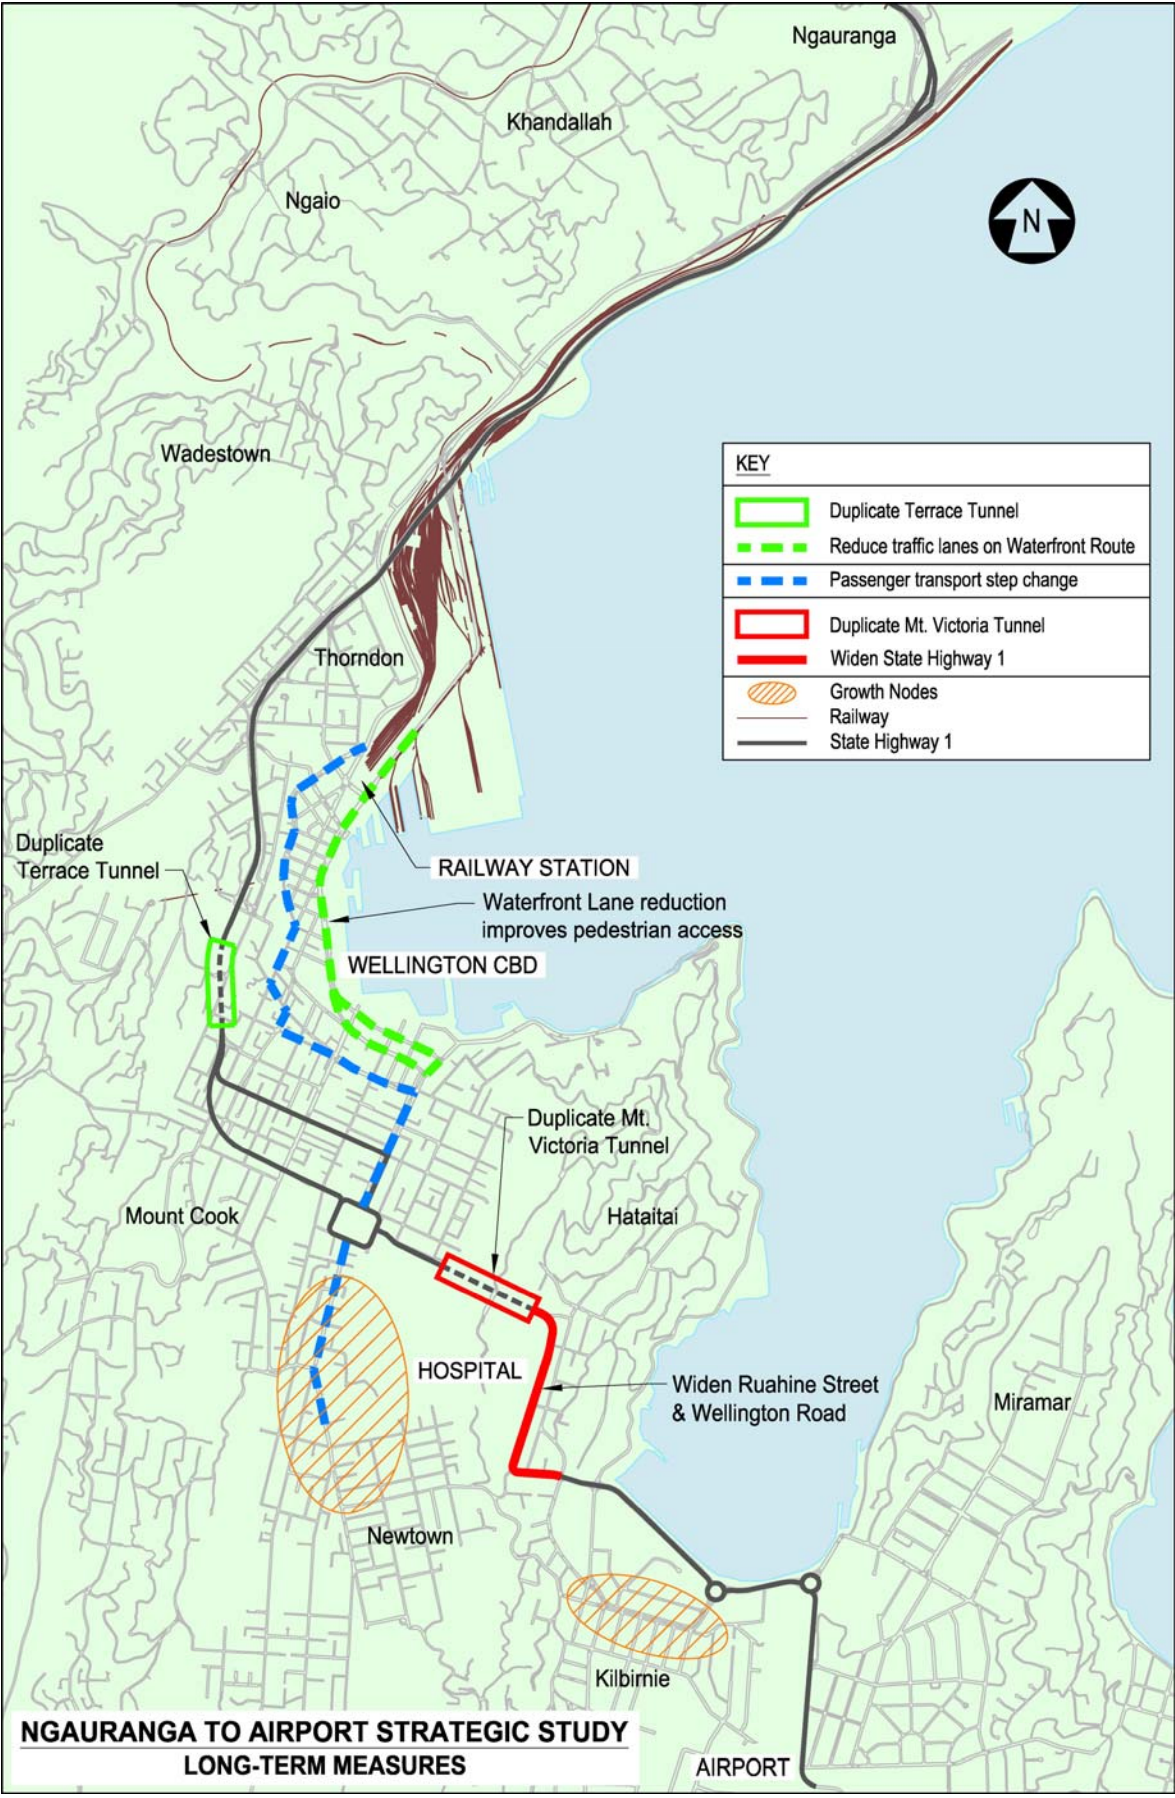 Ngauranga
Khandallah
Ngaio
N
Wadestown
KEY
Duplicate Terrace Tunnel
Reduce traffic lanes on Waterfront Route
Passenger transport step change
Duplicate Mt. Victoria Tunnel
Widen State Highway 1
Growth Nodes
Railway
State Highway 1
Thorndon
Duplicate
Terrace Tunnel
RAILWAY STATION
Waterfront Lane reduction
improves pedestrian access
WELLINGTON CBD
Duplicate Mt.
Victoria Tunnel
Mount Cook
Hataitai
HOSPITAL
Widen Ruahine Street
& Wellington Road
Miramar
Newtown
Kilbirnie
NGAURANGA TO AIRPORT STRATEGIC STUDY
LONG-TERM MEASURES
AIRPORT